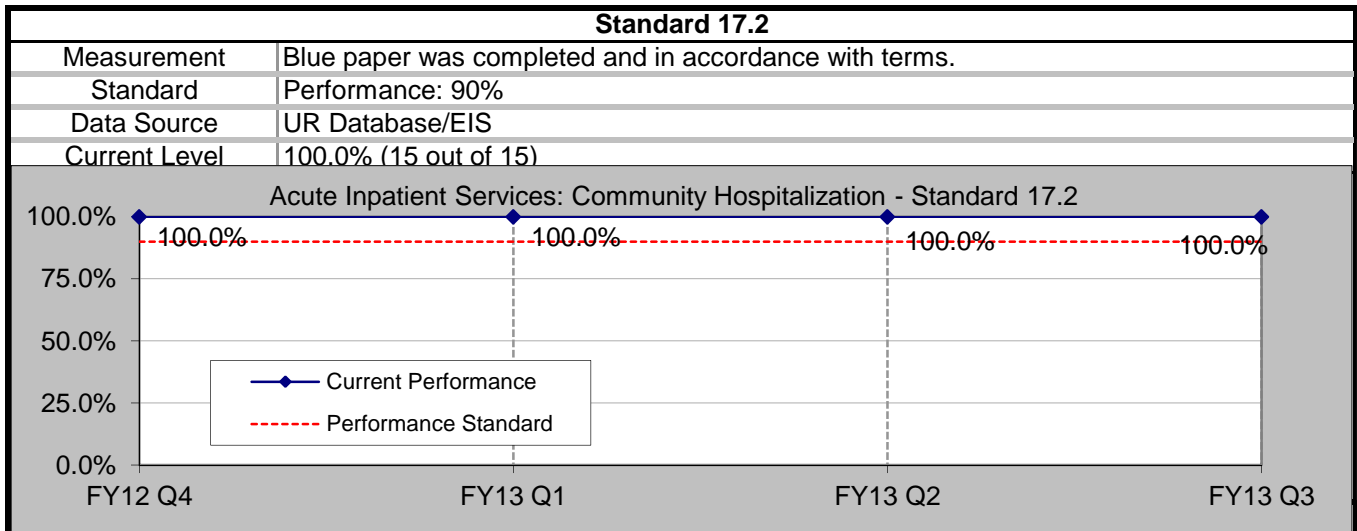 Standard 17.2
Measurement Blue paper was completed and in accordance with terms.
Standard Performance: 90%
Data Source UR Database/EIS
Current Level 100.0% (15 out of 15)
Acute Inpatient Services: Community Hospitalization - Standard 17.2
100.0%
100.0% 100.0% 100.0% 100.0%
75.0%
50.0%
Current Performance
25.0%
Performance Standard
0.0%
FY12 Q4 FY13 Q1 FY13 Q2 FY13 Q3